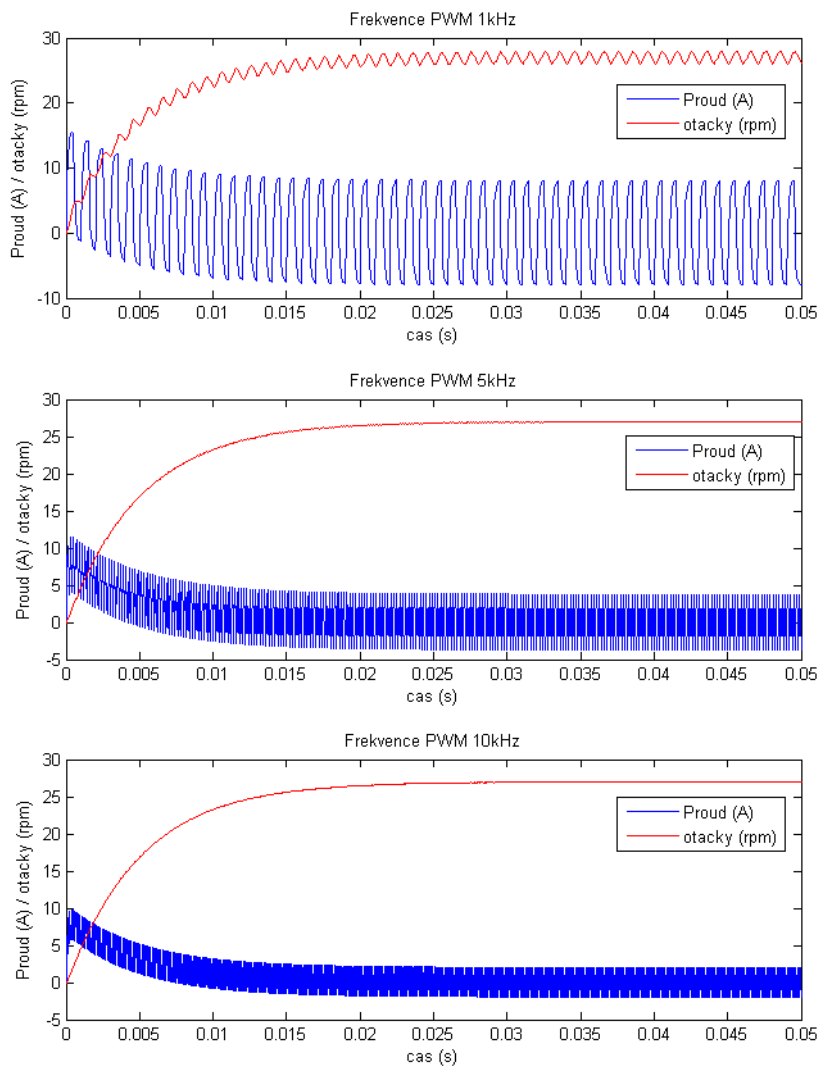 Frekvence PWM 1kHz
30
20
10
0
-10
Proud (A) / otacky (rpm)
Proud (A)
otacky (rpm)
0 0.005 0.01 0.015 0.02 0.025 0.03 0.035 0.04 0.045 0.05
cas (s)
Frekvence PWM 5kHz
30
25
20
15
10
5
0
-5
Proud (A) / otacky (rpm)
Proud (A)
otacky (rpm)
0 0.005 0.01 0.015 0.02 0.025 0.03 0.035 0.04 0.045 0.05
cas (s)
Frekvence PWM 10kHz
30
25
20
15
10
5
0
-5
Proud (A) / otacky (rpm)
Proud (A)
otacky (rpm)
0 0.005 0.01 0.015 0.02 0.025 0.03 0.035 0.04 0.045 0.05
cas (s)